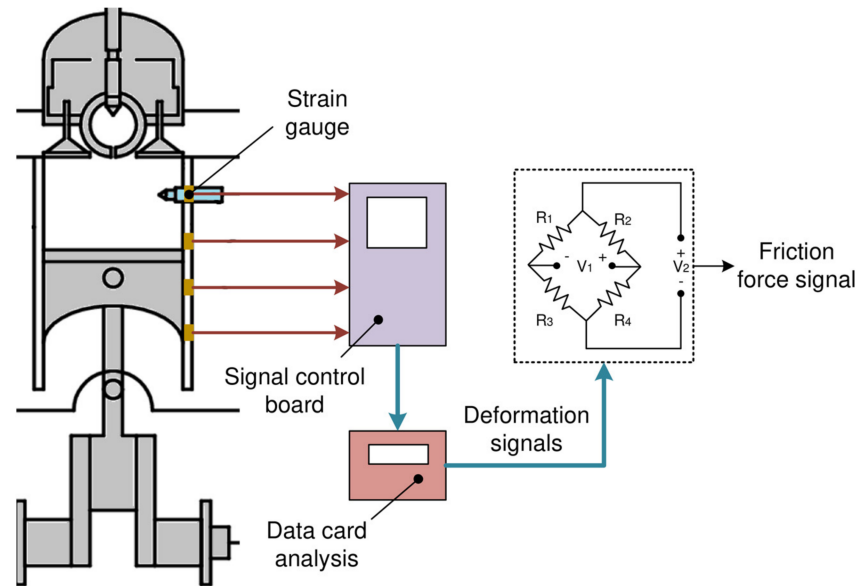 Strain
gauge
Signal control
board
Data card
analysis
Deformation
signals
R1
R2
- V1 +
R3
R4
+
V2
-
Friction
force signal